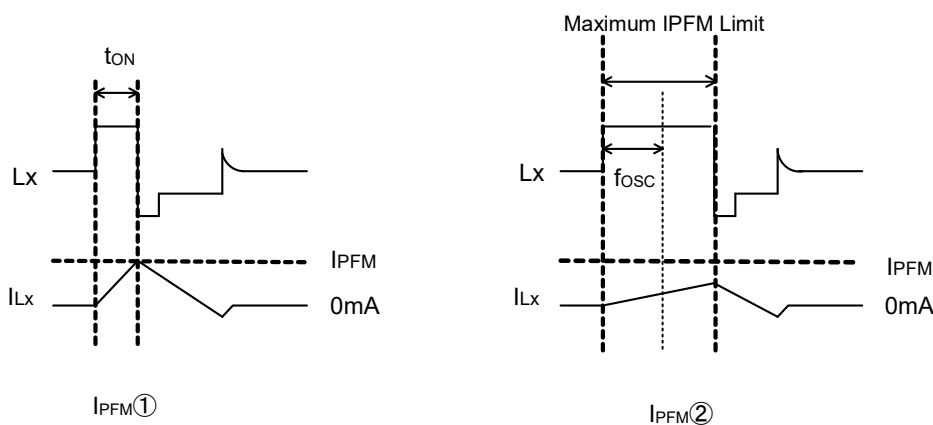 tON
Lx
IPFM
ILx
0mA
IPFM①
Maximum IPFM Limit
Lx
fOSC
IPFM
ILx
0mA
IPFM②